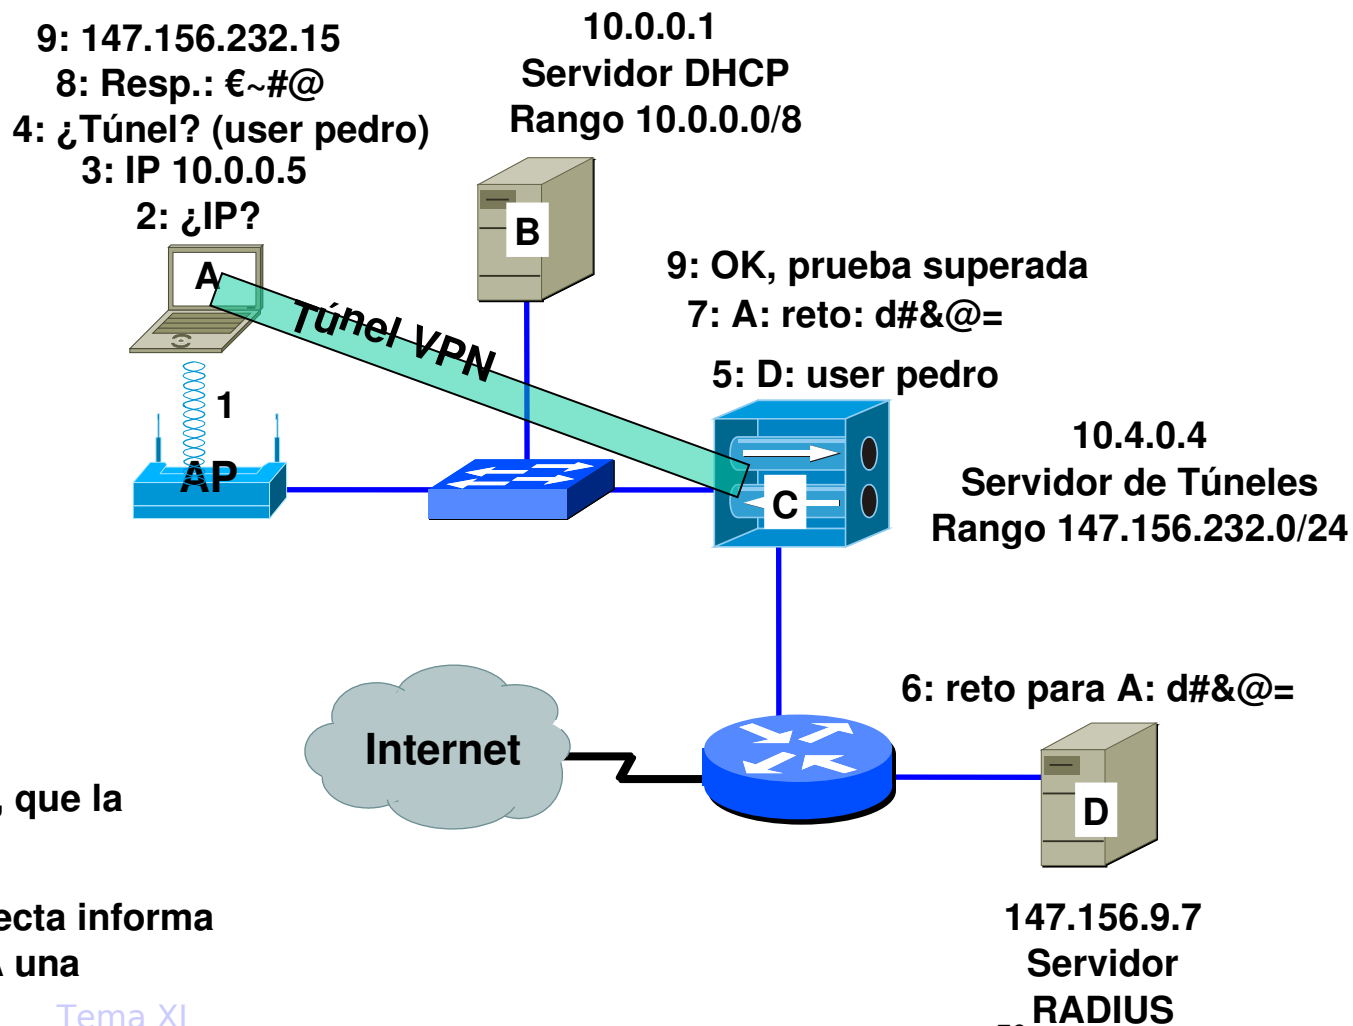 9: 147.156.232.15
8: Resp.: €~#@
4: ¿Túnel? (user pedro)
3: IP 10.0.0.5
2: ¿IP?
10.0.0.1
Servidor DHCP
Rango 10.0.0.0/8
B
A
Túnel VPN
1
AP
9: OK, prueba superada
7: A: reto: d#&@=
5: D: user pedro
C
10.4.0.4
Servidor de Túneles
Rango 147.156.232.0/24
Internet
6: reto para A: d#&@=
D
147.156.9.7
Servidor
RADIUS
, que la
ecta informa
A una
Tema XI